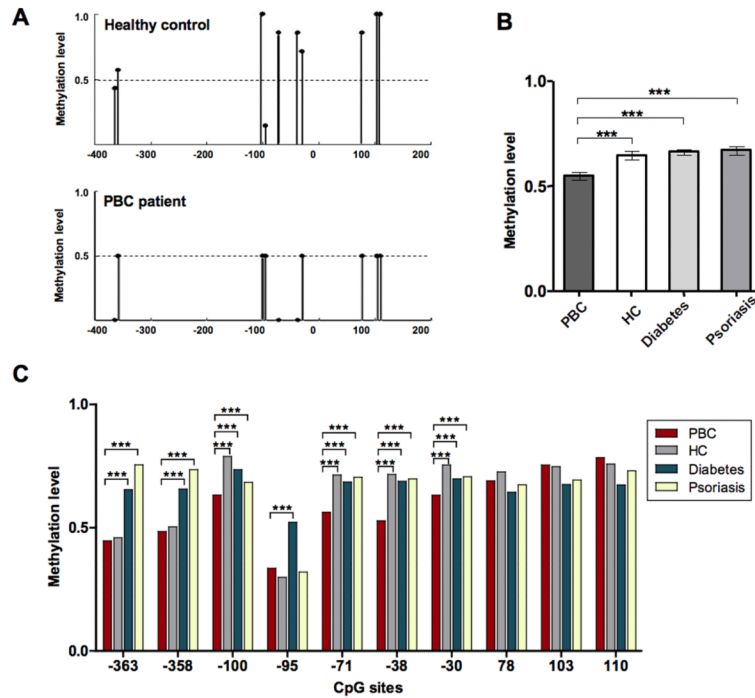 A
Healthy control
Methylation level
1.0
0.5
-400 -300 -200 -100 0 100 200
PBC patient
Methylation level
1.0
0.5
-400 -300 -200 -100 0 100 200
B
Methylation level
1.0
0.5
0.0
***
***
***
PBC HC Diabetes Psoriasis
C
Methylation level
1.0
0.5
0.0
*** *** *** *** *** ***
*** *** *** *** *** ***
*** *** *** *** ***
-363 -358 -100 -95 -71 -38 -30 78 103 110
CpG sites
PBC
HC
Diabetes
Psoriasis